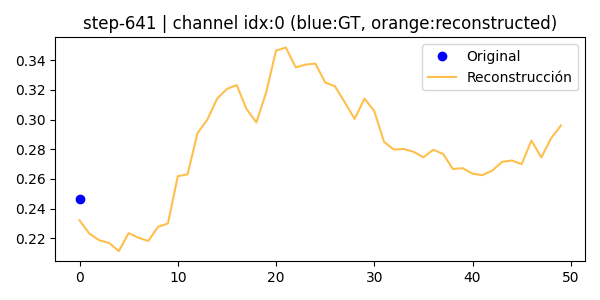 step-641 | channel idx:0 (blue:GT, orange:reconstructed)
Original
Reconstrucción
0.34
0.32
0.30
0.28
0.26
0.24
0.22
0 10 20 30 40 50